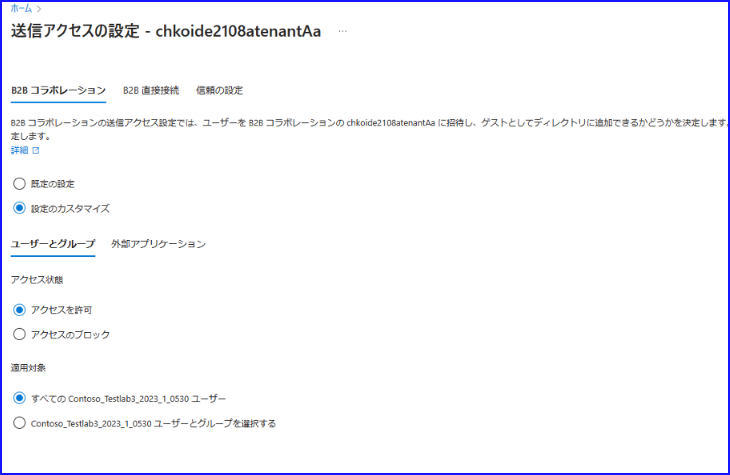 ホーム >
送信アクセスの設定 - chkoide2108atenantAa ...
B2B コラボレーション B2B 直接接続 信頼の設定
B2B コラボレーションの送信アクセス設定では、ユーザーを B2B コラボレーションの chkoide2108atenantAa に招待し、ゲストとしてディレクトリに追加できるかどうかを決定します。
定します。
詳細
既定の設定
設定のカスタマイズ
ユーザーとグループ 外部アプリケーション
アクセス状態
アクセスを許可
アクセスのブロック
適用対象
すべての Contoso_Testlab3_2023_1_0530 ユーザー
Contoso_Testlab3_2023_1_0530 ユーザーとグループを選択する